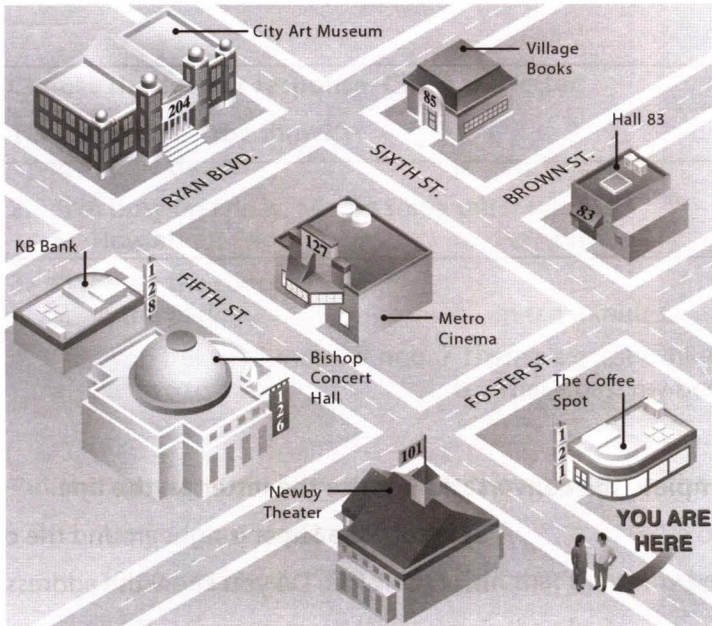 City Art Museum
Village
Books
204
85
Hall 83
RYAN BLVD.
SIXTH ST.
BROWN ST.
83
KB Bank
127
128
FIFTH ST.
Metro
Cinema
Bishop
Concert
Hall
FOSTER ST.
The Coffee
Spot
126
101
121
Newby
Theater
YOU ARE
HERE